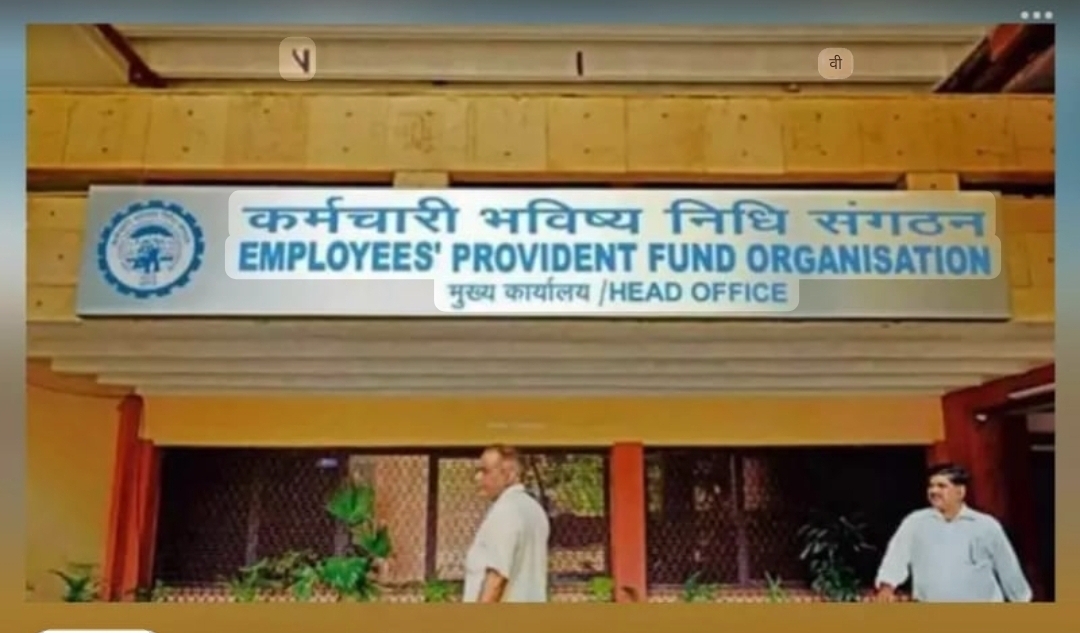 कर्मचारी भविष्य निधि संगठन
EMPLOYEES' PROVIDENT FUND ORGANISATION
मुख्य कार्यालय /HEAD OFFICE